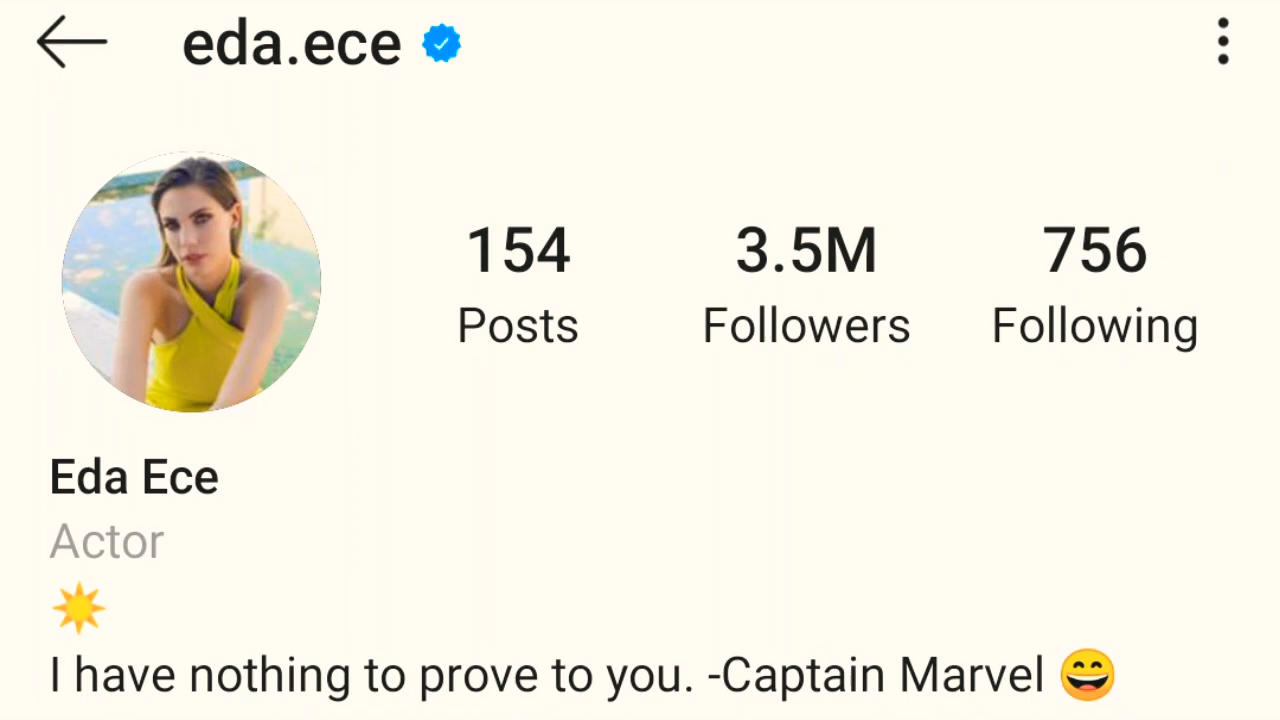 eda.ece
154 3.5M 756
Posts Followers Following
Eda Ece
Actor
☀️
I have nothing to prove to you. -Captain Marvel 😄